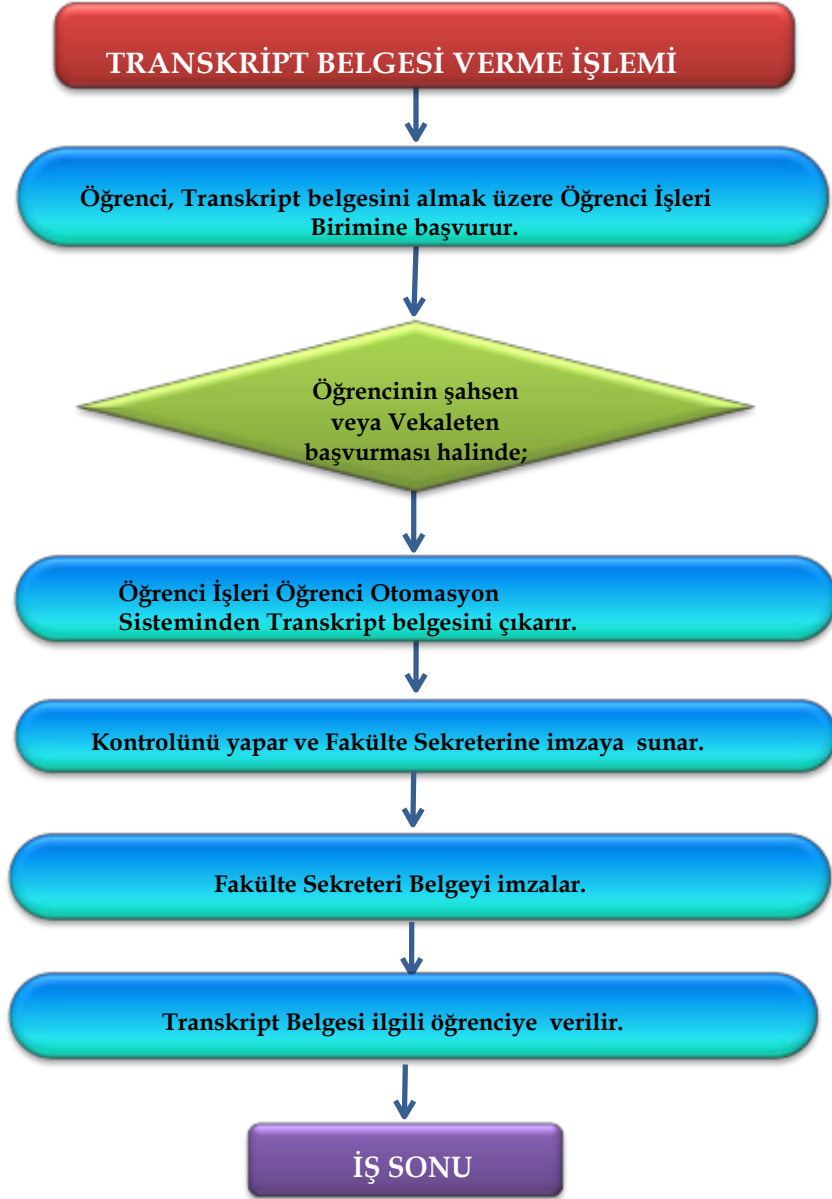 TRANSKRİPT BELGESİ VERME İŞLEMİ
Öğrenci, Transkript belgesini almak üzere Öğrenci İşleri
Birimine başvurur.
Öğrencinin şahsen
veya Vekaleten
başvurması halinde;
Öğrenci İşleri Öğrenci Otomasyon
Sisteminden Transkript belgesini çıkarır.
Kontrolünü yapar ve Fakülte Sekreterine imzaya sunar.
Fakülte Sekreteri Belgeyi imzalar.
Transkript Belgesi ilgili öğrenciye verilir.
İŞ SONU